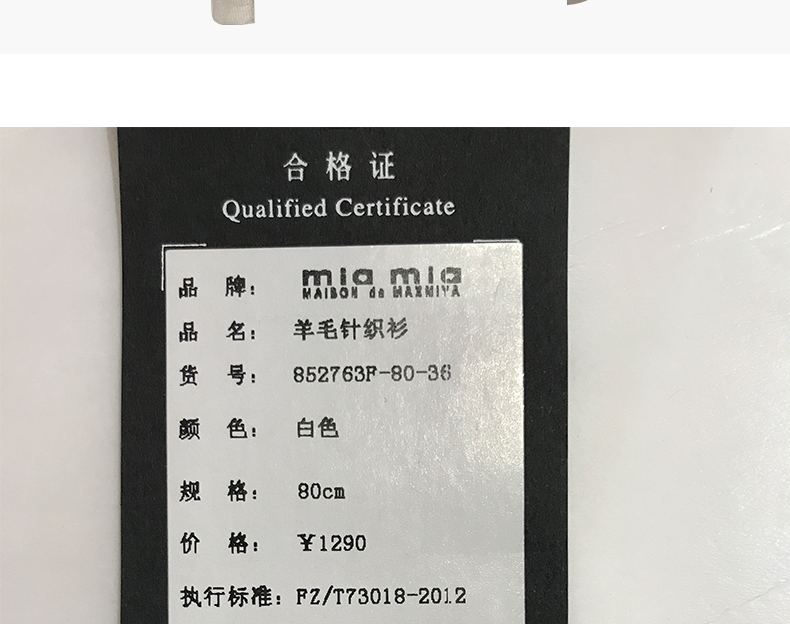 合格证
Qualified Certificate
品 牌: mia mia
MAISON de MAXMIYA
品 名: 羊毛针织衫
货 号: 852763F-80-36
颜 色: 白色
规 格: 80cm
价 格: ¥1290
执行标准: FZ/T73018-2012